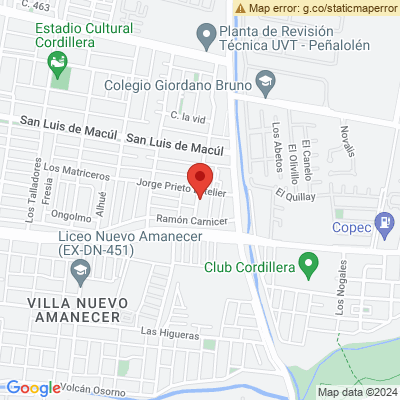 Map error: g.co/staticmaperror
C. 463
Estadio Cultural
Cordillera
Planta de Revisión
Técnica UVT - Peñalolén
Colegio Giordano Bruno
C. la vid
San Luis de Macúl
San Luis de Macúl
Novalis
El Canelo
El Olivillo
Los Abetos
Los Matriceros
Jorge Prieto Letelier
El Quillay
Los Talladores
Fresia
Alhué
Ongolmo
Ramón Carnicer
Copec
Liceo Nuevo Amanecer
(EX-DN-451)
Club Cordillera
Los Nogales
VILLA NUEVO
AMANECER
Las Higueras
Google
Volcán Osorno
Map data ©2024